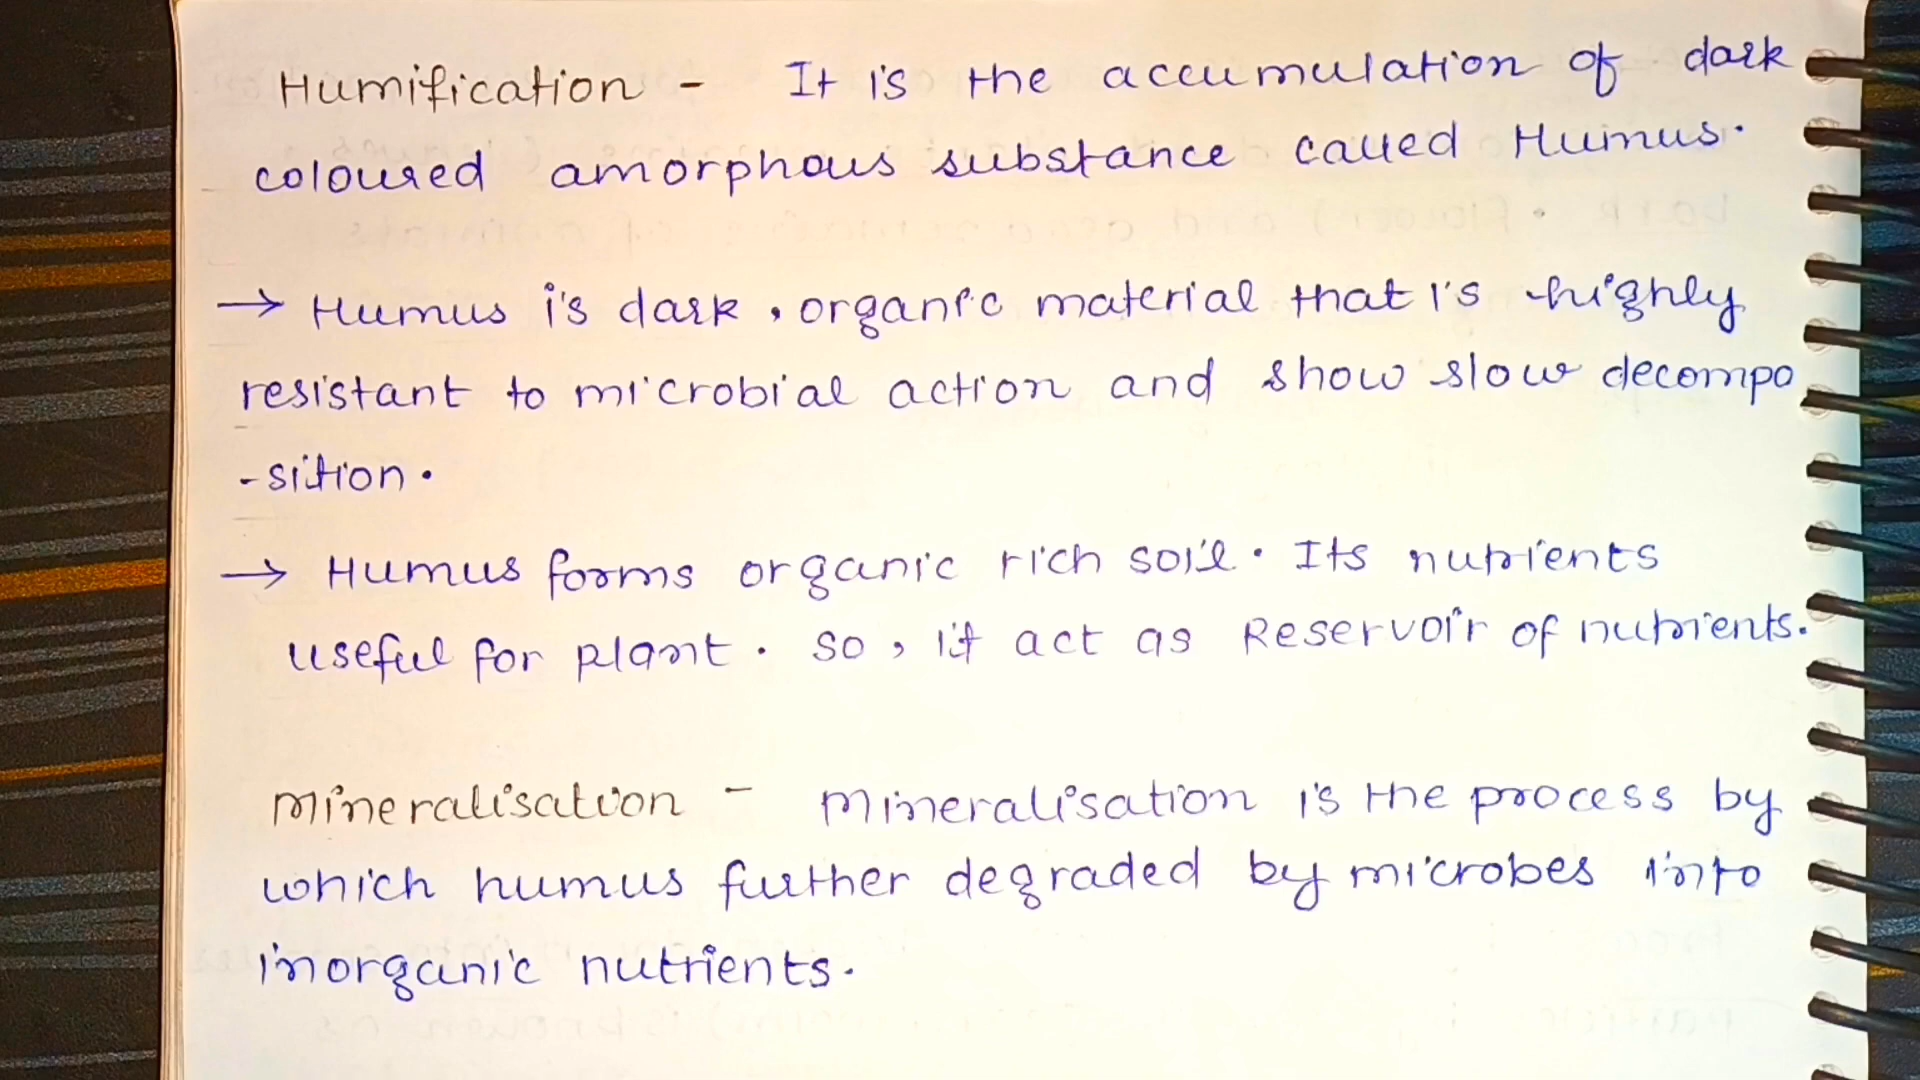 Humification - It is the accumulation of dark
coloured amorphous substance called Humus.
→ Humus is dark, organic material that is highly
resistant to microbial action and show slow decompo
-sition.
→ Humus forms organic rich soil. Its nutrients
useful for plant. So, it act as Reservoir of nutrients.
Mineralisation - Mineralisation is the process by
which humus further degraded by microbes into
inorganic nutrients.